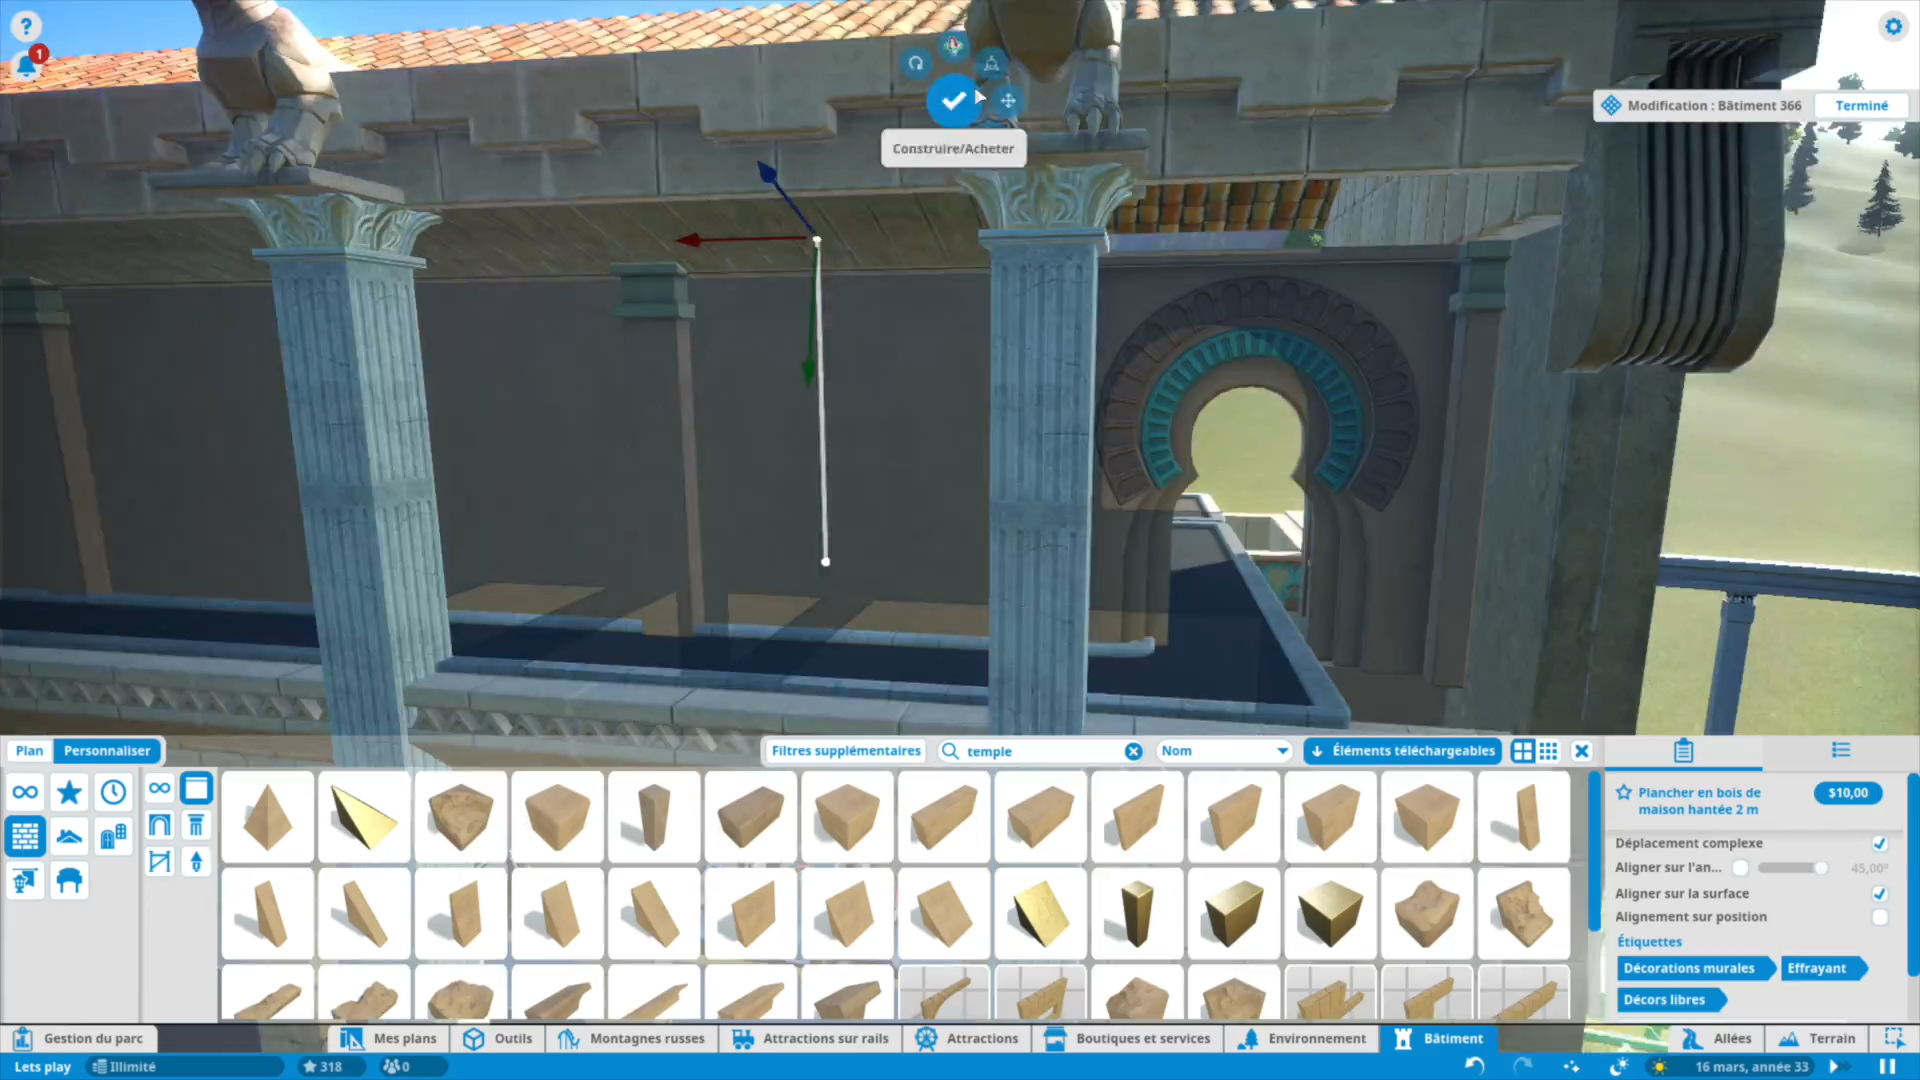 ?
1
Construire/Acheter
Modification : Bâtiment 366
Terminé
Plan
Personnaliser
Filtres supplémentaires
temple
Nom
Éléments téléchargeables
Plancher en bois de
maison hantée 2 m
$10,00
Déplacement complexe
Aligner sur l'an...
45,00°
Aligner sur la surface
Alignement sur position
Étiquettes
Décorations murales
Effrayant
Décors libres
Gestion du parc
Mes plans
Outils
Montagnes russes
Attractions sur rails
Attractions
Boutiques et services
Environnement
Bâtiment
Allées
Terrain
Lets play
Illimité
318
0
16 mars, année 33